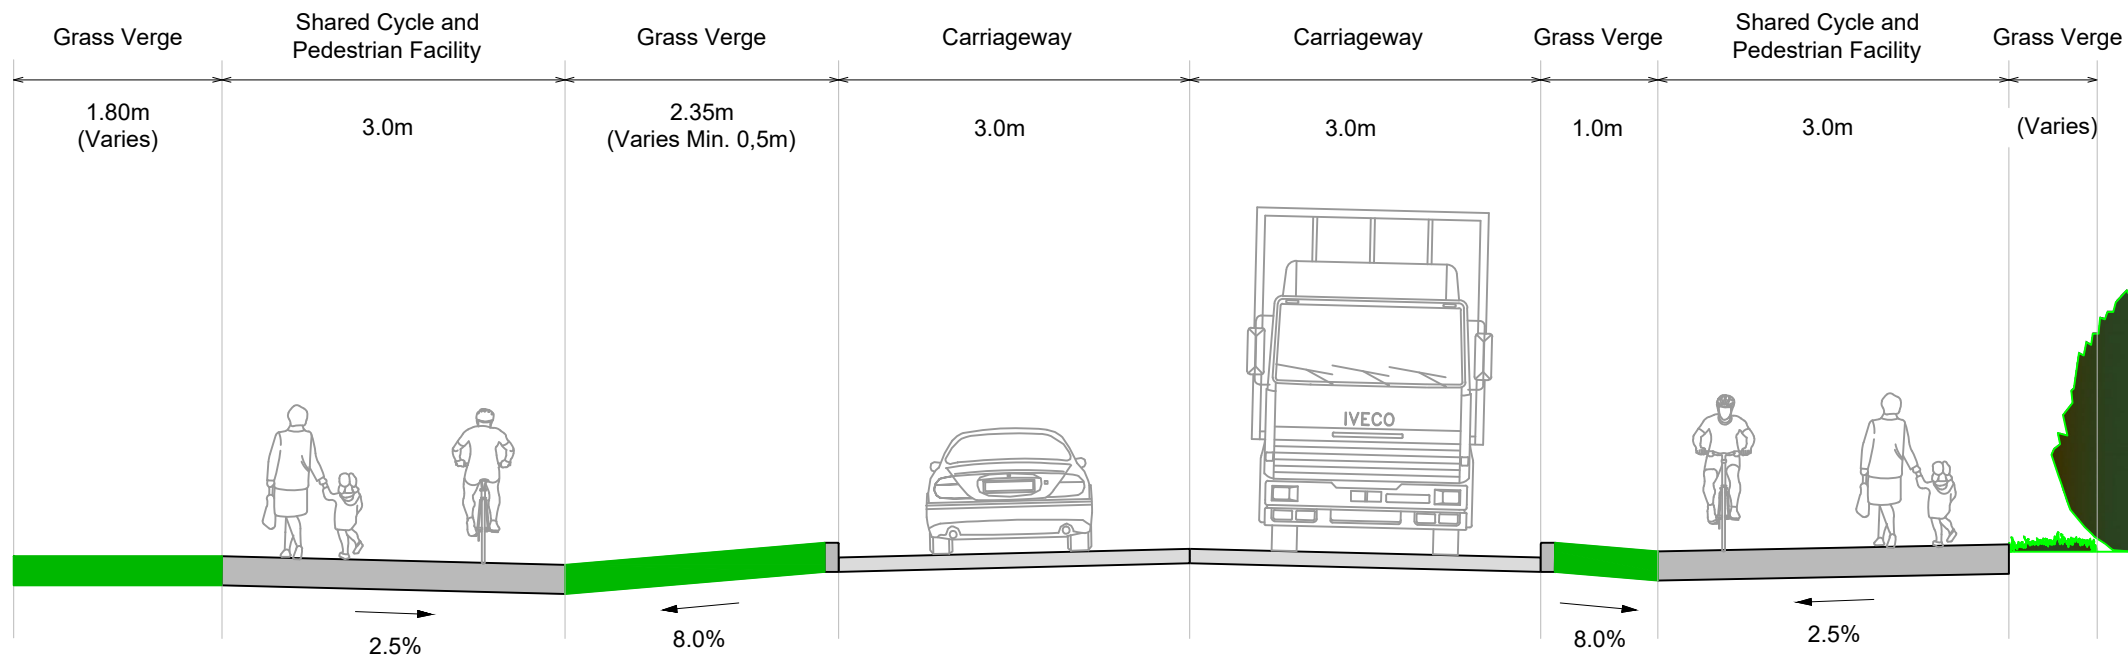 Grass Verge
Shared Cycle and
Pedestrian Facility
Grass Verge
Carriageway
Carriageway
Grass Verge
Shared Cycle and
Pedestrian Facility
Grass Verge
1.80m
(Varies)
3.0m
2.35m
(Varies Min. 0,5m)
3.0m
3.0m
1.0m
3.0m
(Varies)
IVECO
2.5%
8.0%
8.0%
2.5%